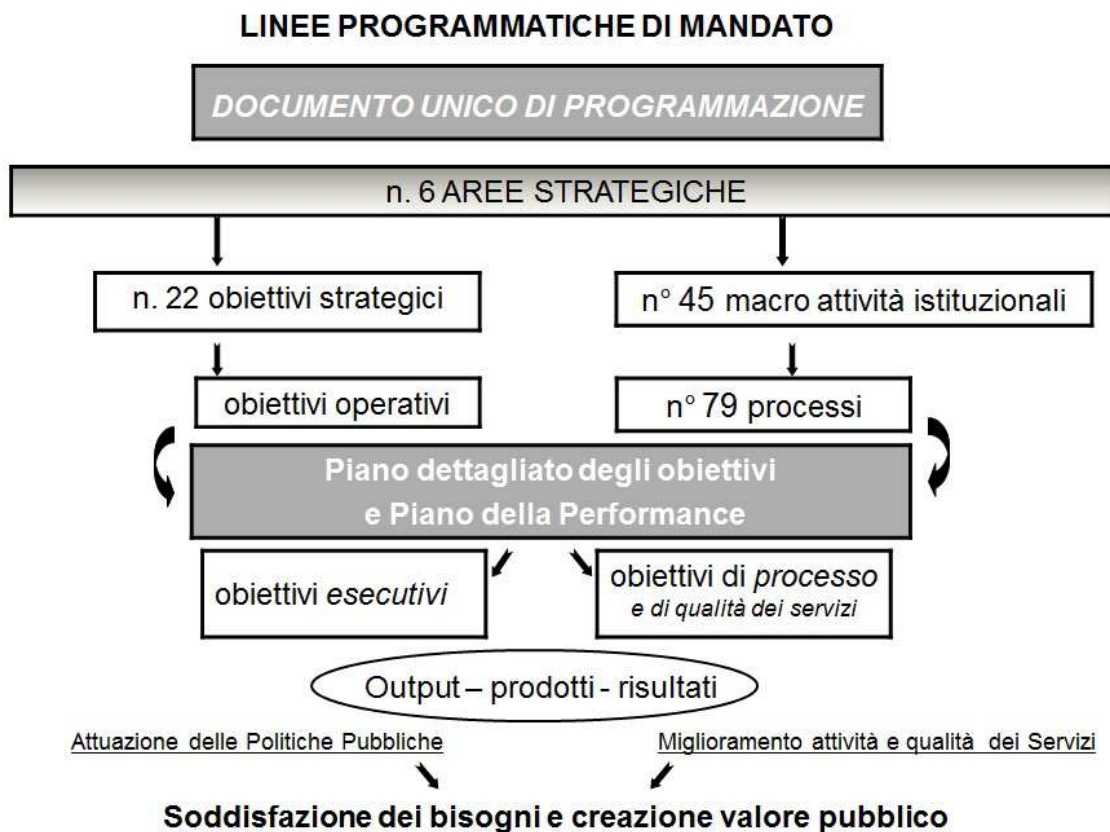 LINEE PROGRAMMATICHE DI MANDATO
DOCUMENTO UNICO DI PROGRAMMAZIONE
n. 6 AREE STRATEGICHE
n. 22 obiettivi strategici
n° 45 macro attività istituzionali
obiettivi operativi
n° 79 processi
Piano dettagliato degli obiettivi
e Piano della Performance
obiettivi esecutivi
obiettivi di processo
e di qualità dei servizi
Output – prodotti - risultati
Attuazione delle Politiche Pubbliche
Miglioramento attività e qualità dei Servizi
Soddisfazione dei bisogni e creazione valore pubblico